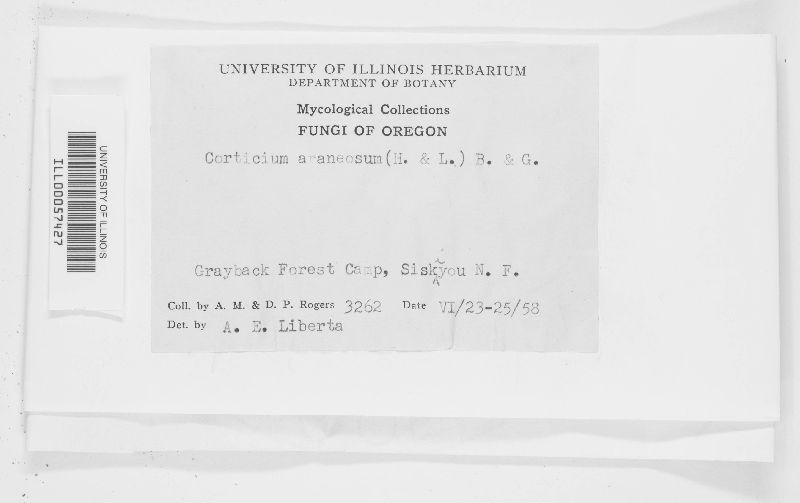 UNIVERSITY OF ILLINOIS HERBARIUM
DEPARTMENT OF BOTANY
Mycological Collections
FUNGI OF OREGON
Corticium araneosum(H. & L.) B. & G.
Grayback Forest Camp, Siskyou N. F.
Coll. by A. M. & D. P. Rogers 3262 Date VI/23-25/58
Det. by A. E. Liberta
UNIVERSITY OF ILLINOIS
ILL00057427